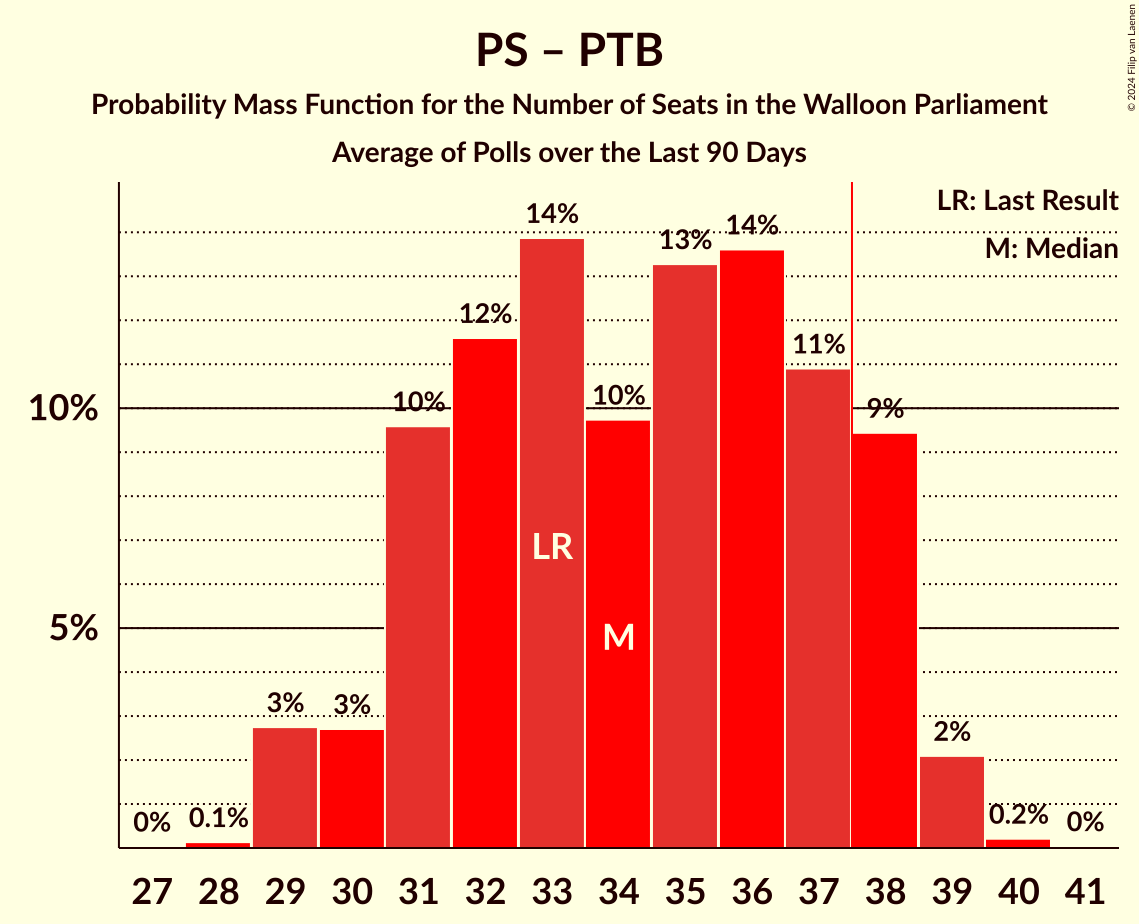 PS – PTB
Probability Mass Function for the Number of Seats in the Walloon Parliament
Average of Polls over the Last 90 Days
© 2024 Filip van Laenen
LR: Last Result
M: Median
10%
5%
0%
0.1%
3%
3%
10%
12%
14%
10%
13%
14%
11%
9%
2%
0.2%
0%
LR
M
27 28 29 30 31 32 33 34 35 36 37 38 39 40 41